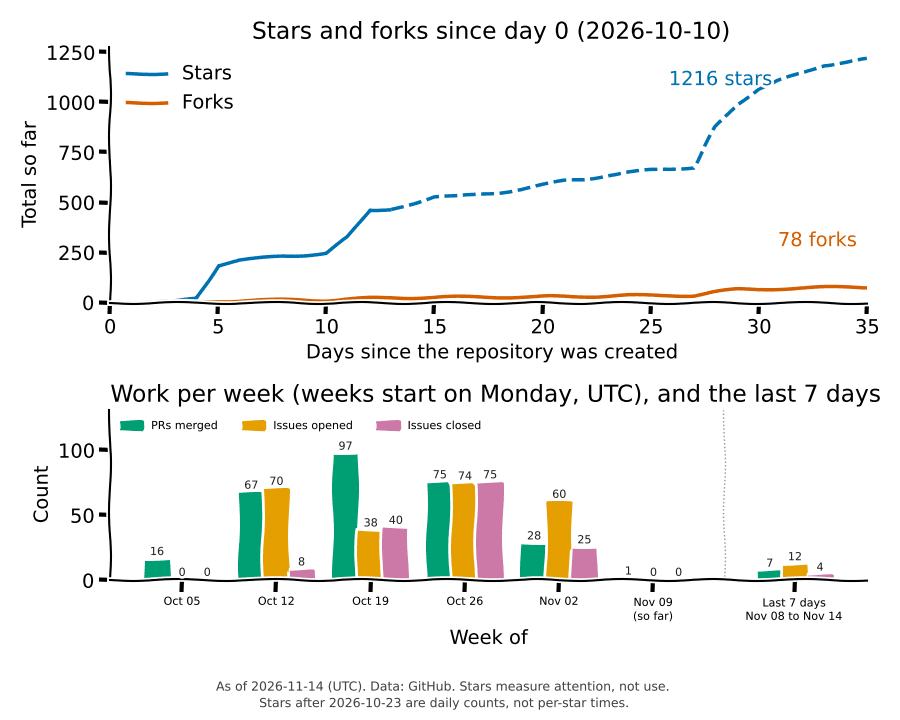 Stars and forks since day 0 (2026-10-10)
1250
1000
750
500
250
0
Total so far
Stars
Forks
1216 stars
78 forks
0 5 10 15 20 25 30 35
Days since the repository was created
Work per week (weeks start on Monday, UTC), and the last 7 days
PRs merged Issues opened Issues closed
100
50
0
Count
16 0 0
67 70 8
97 38 40
75 74 75
28 60 25
1 0 0
7 12 4
Oct 05 Oct 12 Oct 19 Oct 26 Nov 02 Nov 09 Last 7 days
(so far) Nov 08 to Nov 14
Week of
As of 2026-11-14 (UTC). Data: GitHub. Stars measure attention, not use.
Stars after 2026-10-23 are daily counts, not per-star times.